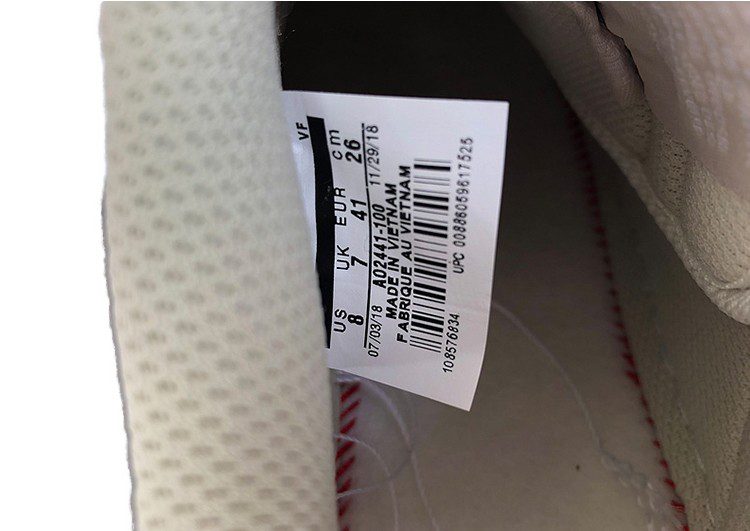 VF
US UK EUR cm
8 7 41 26
07/03/18 AO2441-100 11/29/18
MADE IN VIETNAM
FABRIQUE AU VIETNAM
108576834 UPC 00886059617525